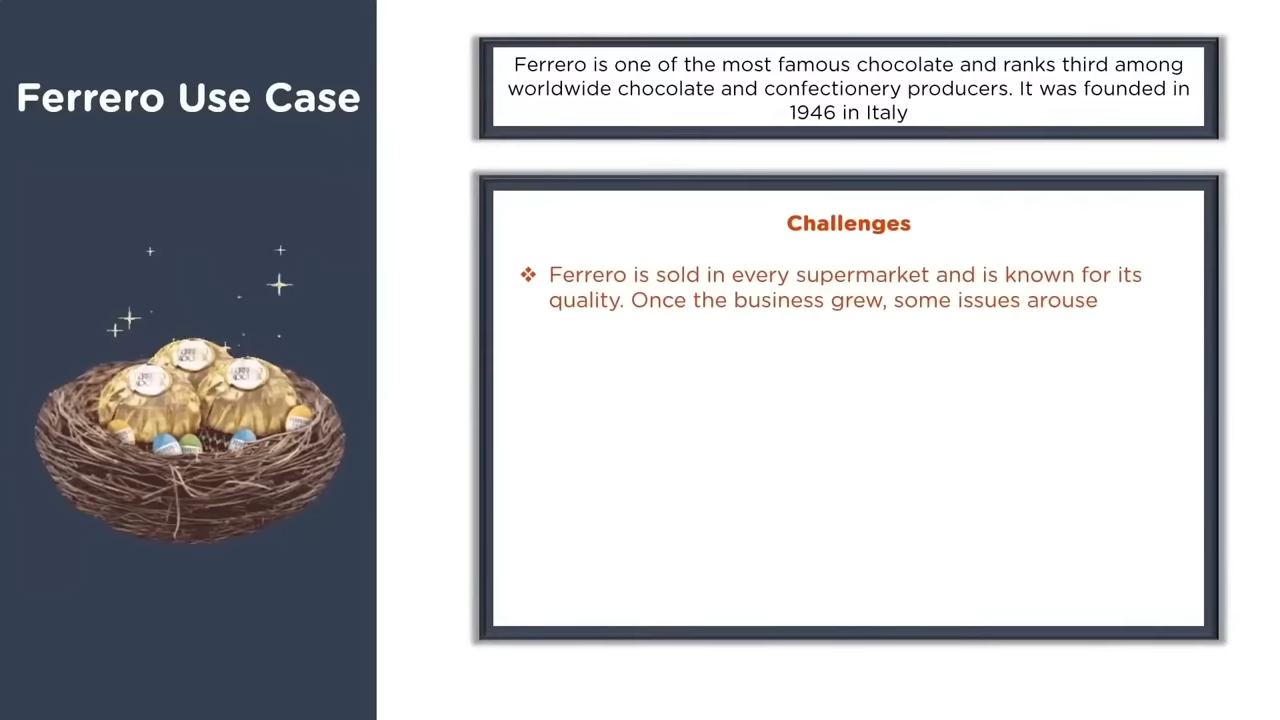 Ferrero Use Case
Ferrero is one of the most famous chocolate and ranks third among
worldwide chocolate and confectionery producers. It was founded in
1946 in Italy
Challenges
❖ Ferrero is sold in every supermarket and is known for its
quality. Once the business grew, some issues arouse